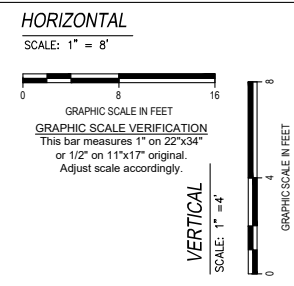 HORIZONTAL
SCALE: 1" = 8'
0 8 16
GRAPHIC SCALE IN FEET
GRAPHIC SCALE VERIFICATION
This bar measures 1" on 22"x34"
or 1/2" on 11"x17" original.
Adjust scale accordingly.
VERTICAL
SCALE: 1" =4'
0 4 8
GRAPHIC SCALE IN FEET